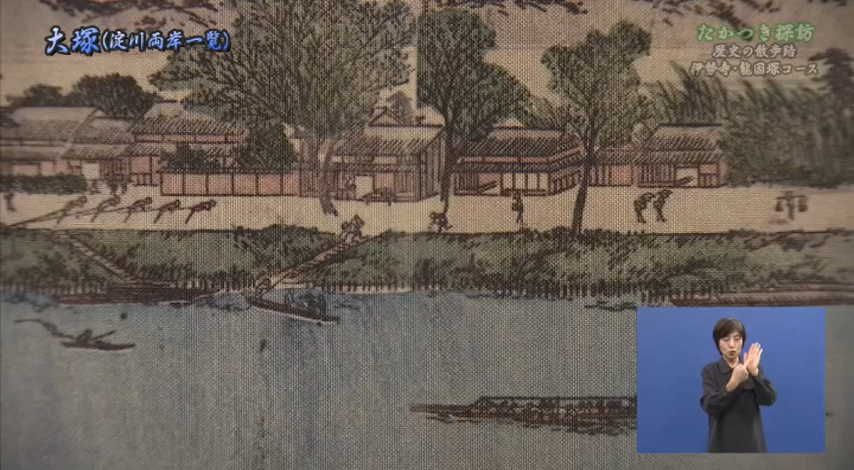 大塚(淀川両岸一覧)
たかつき探訪
歴史の散歩路
伊勢寺・能因塚コース